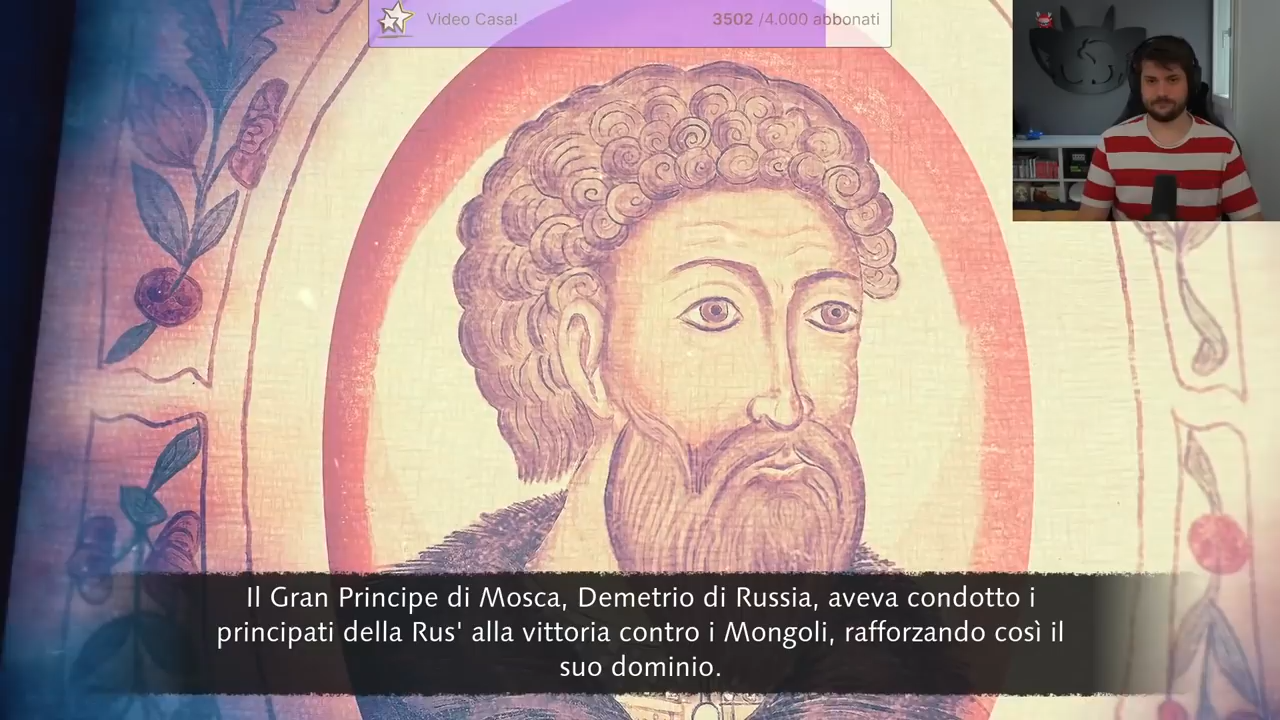 Video Casa! 3502 /4.000 abbonati
Il Gran Principe di Mosca, Demetrio di Russia, aveva condotto i
principati della Rus' alla vittoria contro i Mongoli, rafforzando così il
suo dominio.